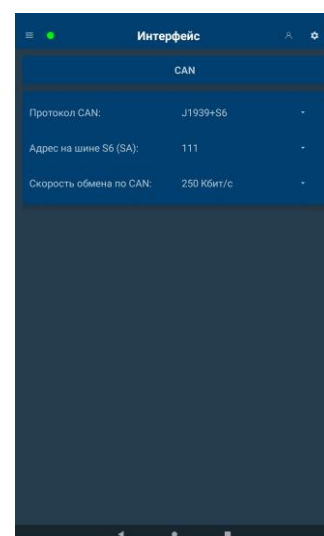 Интерфейс
CAN
Протокол CAN: J1939+S6
Адрес на шине S6 (SA): 111
Скорость обмена по CAN: 250 Кбит/с